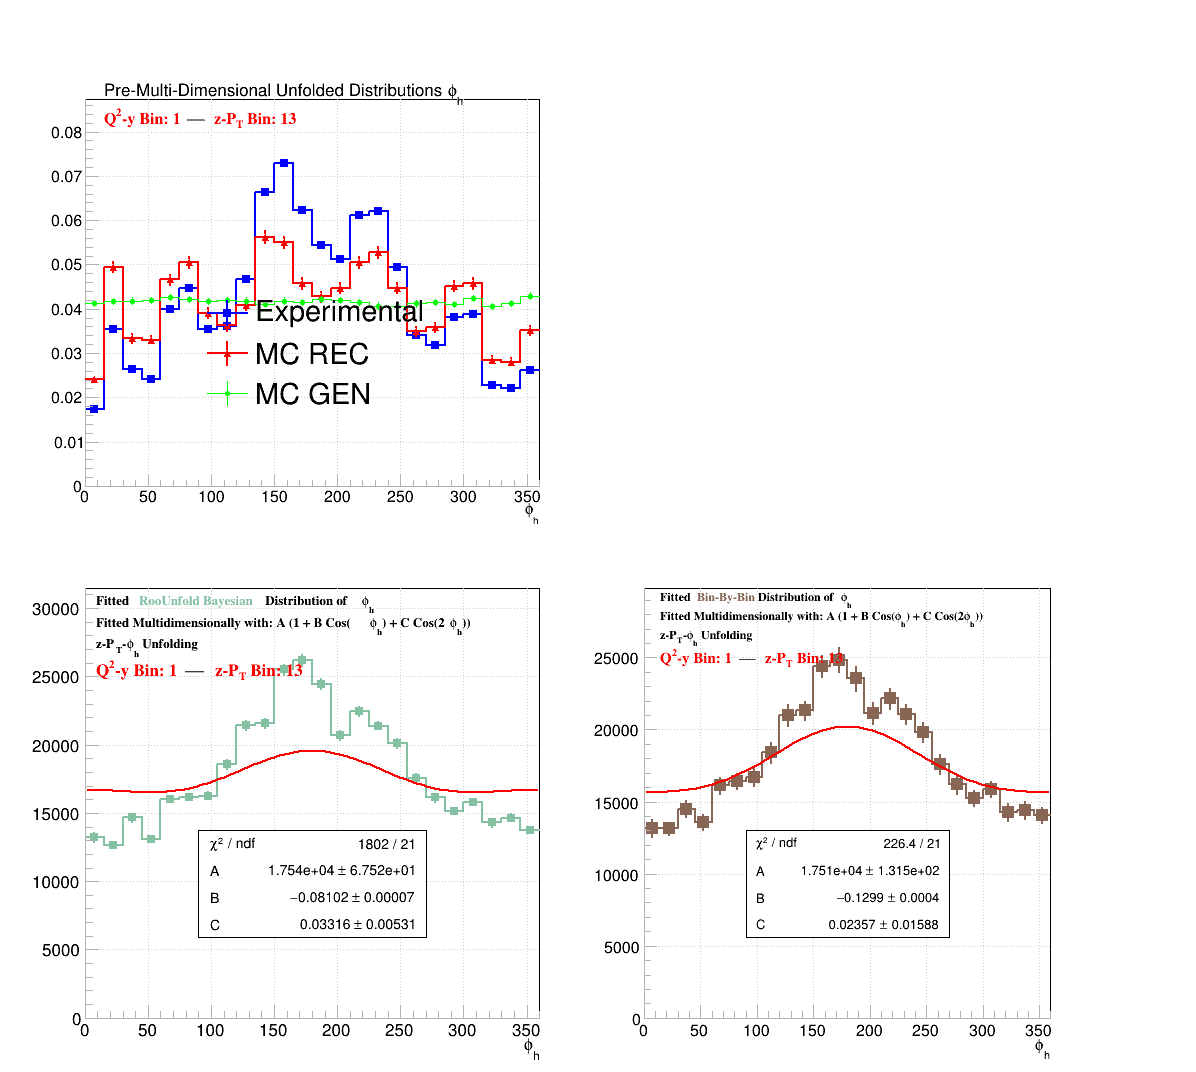 Pre-Multi-Dimensional Unfolded Distributions ϕh
Q2-y Bin: 1 — z-PT Bin: 13
0.08
0.07
0.06
0.05
0.04
0.03
0.02
0.01
0
Experimental
MC REC
MC GEN
0 50 100 150 200 250 300 350
ϕh
Fitted RooUnfold Bayesian Distribution of ϕh
Fitted Multidimensionally with: A (1 + B Cos( ϕh) + C Cos(2 ϕh))
z-PT-ϕh Unfolding
Q2-y Bin: 1 — z-PT Bin: 13
30000
25000
20000
15000
10000
5000
0
χ2 / ndf 1802 / 21
A 1.754e+04 ± 6.752e+01
B −0.08102 ± 0.00007
C 0.03316 ± 0.00531
0 50 100 150 200 250 300 350
ϕh
Fitted Bin-By-Bin Distribution of ϕh
Fitted Multidimensionally with: A (1 + B Cos(ϕh) + C Cos(2ϕh))
z-PT-ϕh Unfolding
Q2-y Bin: 1 — z-PT Bin: 13
25000
20000
15000
10000
5000
0
χ2 / ndf 226.4 / 21
A 1.751e+04 ± 1.315e+02
B −0.1299 ± 0.0004
C 0.02357 ± 0.01588
0 50 100 150 200 250 300 350
ϕh